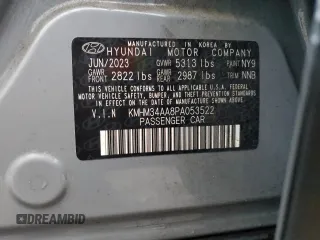 MANUFACTURED IN KOREA BY
HYUNDAI MOTOR COMPANY
JUN/2023 GVWR 5313 lbs PAINT NY9
GAWR FRONT 2822 lbs GAWR REAR 2987 lbs TRIM NNB
THIS VEHICLE CONFORMS TO ALL APPLICABLE U.S.A. FEDERAL
MOTOR VEHICLE SAFETY, BUMPER, AND THEFT PREVENTION
STANDARDS IN EFFECT ON THE DATE OF MANUFACTURE SHOWN ABOVE.
V.I.N KMHM34AA8PA053522
PASSENGER CAR
©DREAMBID